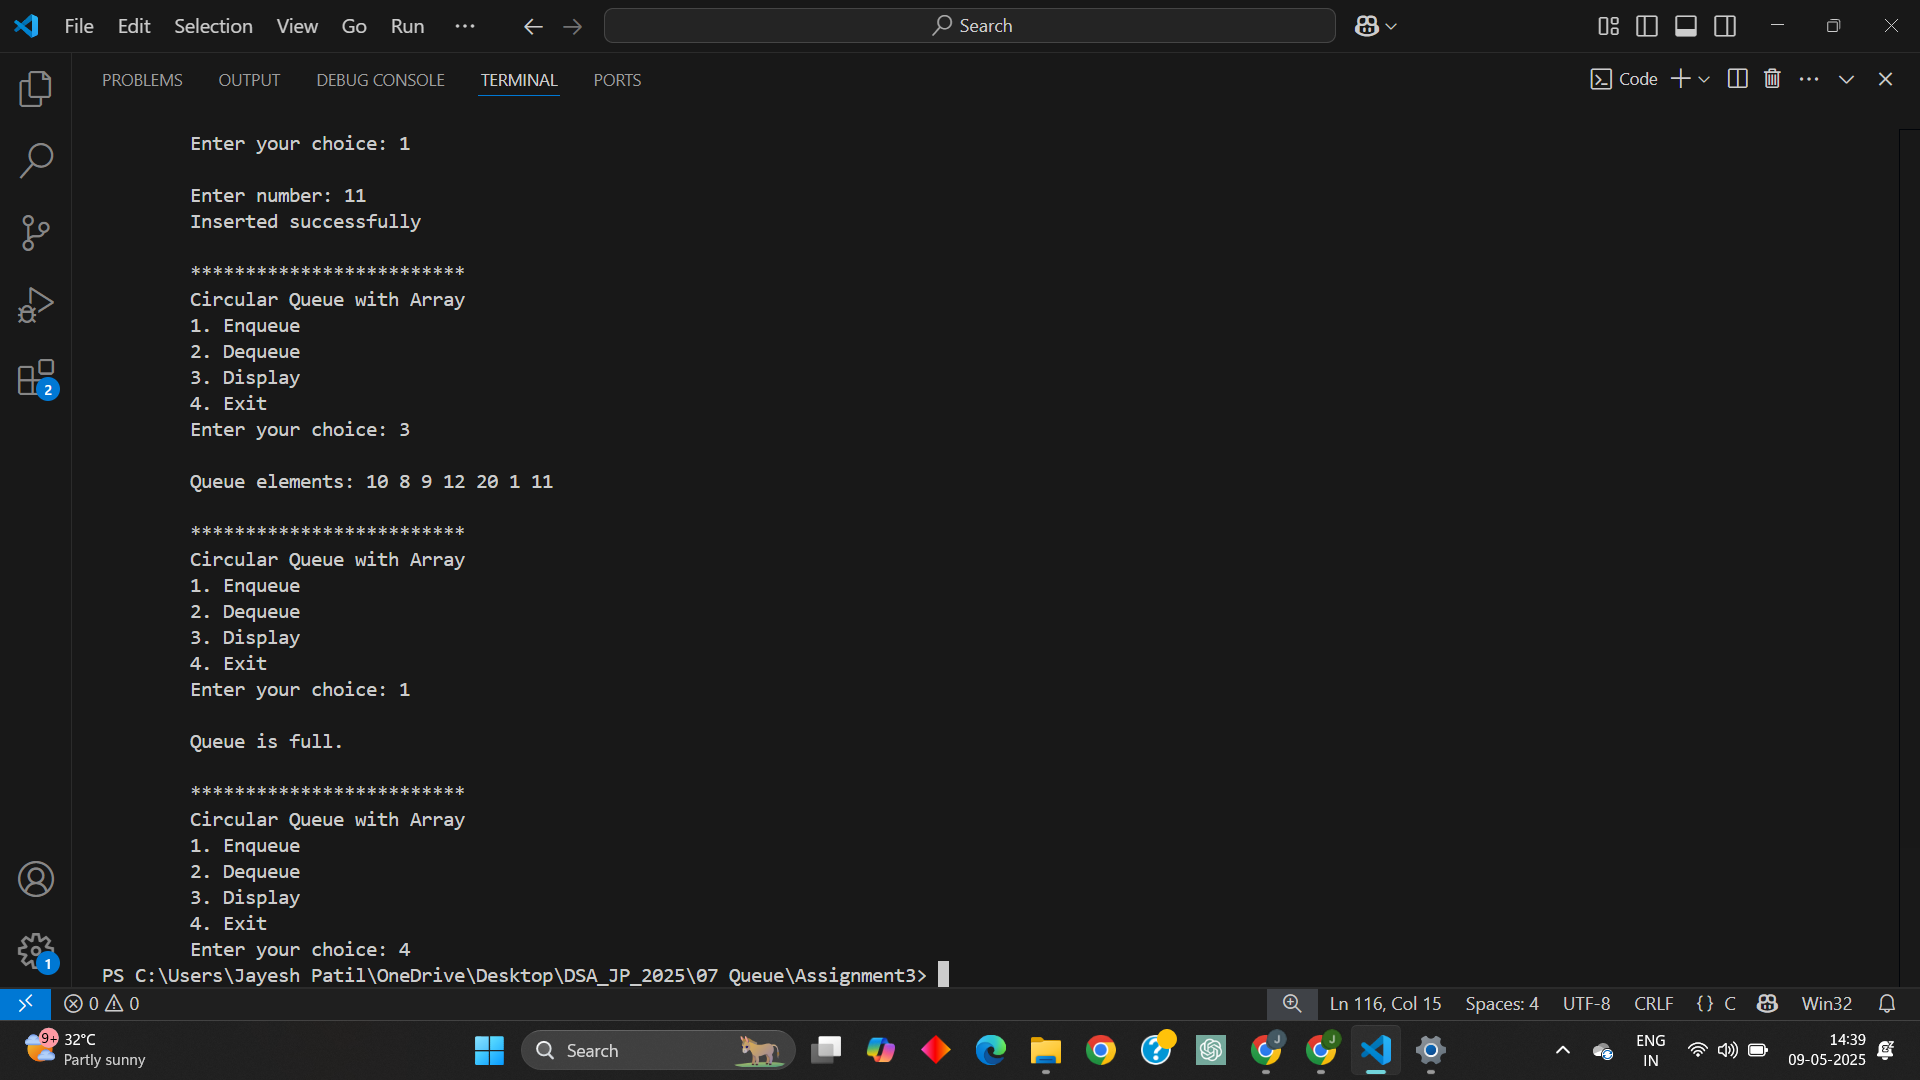 File Edit Selection View Go Run ··· Search
PROBLEMS OUTPUT DEBUG CONSOLE TERMINAL PORTS Code
Enter your choice: 1
Enter number: 11
Inserted successfully
*************************
Circular Queue with Array
1. Enqueue
2. Dequeue
3. Display
4. Exit
Enter your choice: 3
Queue elements: 10 8 9 12 20 1 11
*************************
Circular Queue with Array
1. Enqueue
2. Dequeue
3. Display
4. Exit
Enter your choice: 1
Queue is full.
*************************
Circular Queue with Array
1. Enqueue
2. Dequeue
3. Display
4. Exit
Enter your choice: 4
PS C:\Users\Jayesh Patil\OneDrive\Desktop\DSA_JP_2025\07 Queue\Assignment3>
2
1
0 0 Ln 116, Col 15 Spaces: 4 UTF-8 CRLF {} C Win32
9+ 32°C
Partly sunny
Search
J J
ENG
IN
14:39
09-05-2025